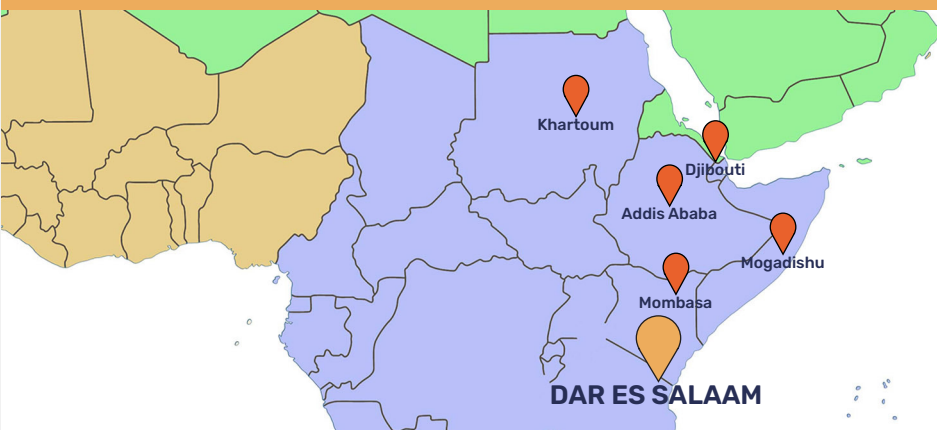 Khartoum
Djibouti
Addis Ababa
Mogadishu
Mombasa
DAR ES SALAAM